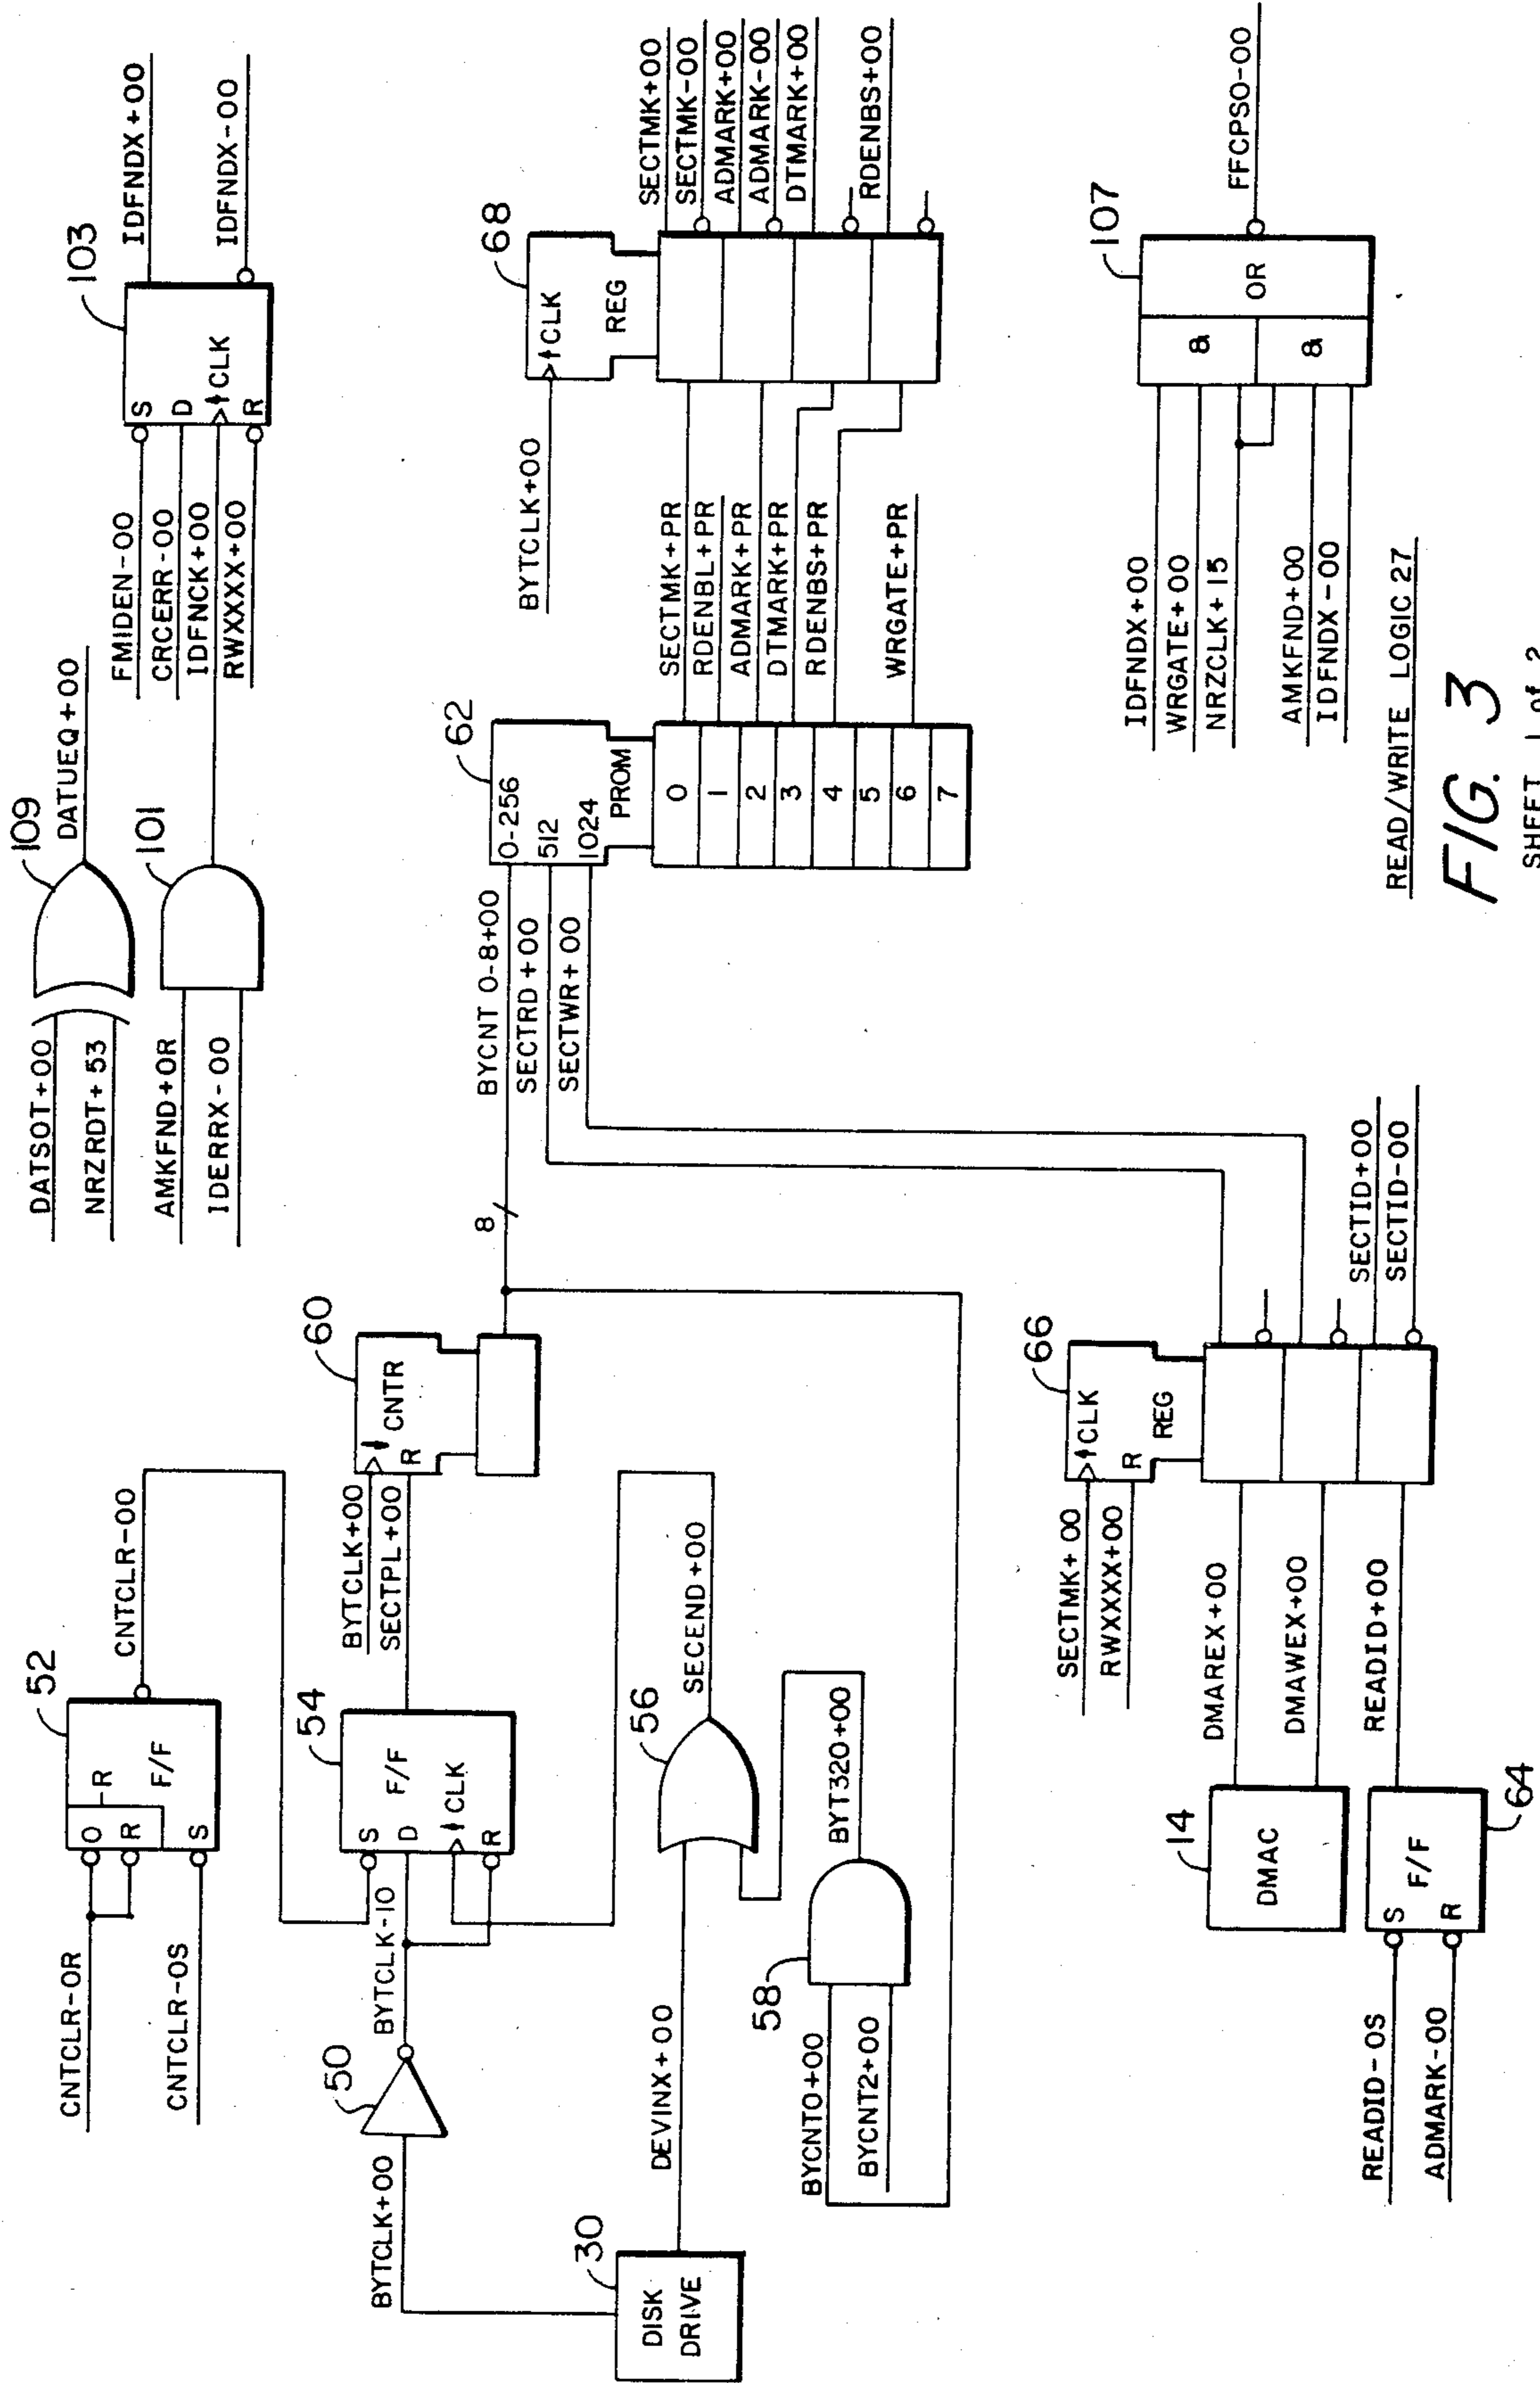 CNTCLR-OR
CNTCLR-OS
O
R
R
F/F
S
52
CNTCLR-00
DATSOT+00
NRZRDT+53
109
DATUEQ+00
AMKFND+OR
IDERRX-00
101
FMIDEN-00
CRCERR-00
IDFNCK+00
RWXXXX+00
S
D
CLK
R
103
IDFNDX+00
IDFNDX-00
BYTCLK+00
50
BYTCLK-10
S
D
CLK
R
F/F
54
BYTCLK+00
SECTPL+00
R
CNTR
60
8
BYCNT 0-8+00
SECTRD+00
SECTWR+00
0-256
512
1024
PROM
62
0
1
2
3
4
5
6
7
SECTMK+PR
RDENBL+PR
ADMARK+PR
DTMARK+PR
RDENBS+PR
WRGATE+PR
BYTCLK+00
CLK
REG
68
SECTMK+00
SECTMK-00
ADMARK+00
ADMARK-00
DTMARK+00
RDENBS+00
DISK
DRIVE
30
DEVINX+00
56
SECEND+00
BYCNT0+00
BYCNT2+00
58
BYT320+00
READID-OS
ADMARK-00
S
R
F/F
64
DMAC
14
DMAREX+00
DMAWEX+00
READID+00
SECTMK+00
RWXXXX+00
CLK
R
REG
66
SECTID+00
SECTID-00
IDFNDX+00
WRGATE+00
NRZCLK+15
AMKFND+00
IDFNDX-00
&
&
OR
107
FFCPSO-00
READ/WRITE LOGIC 27
FIG. 3
SHEET 1 of 2